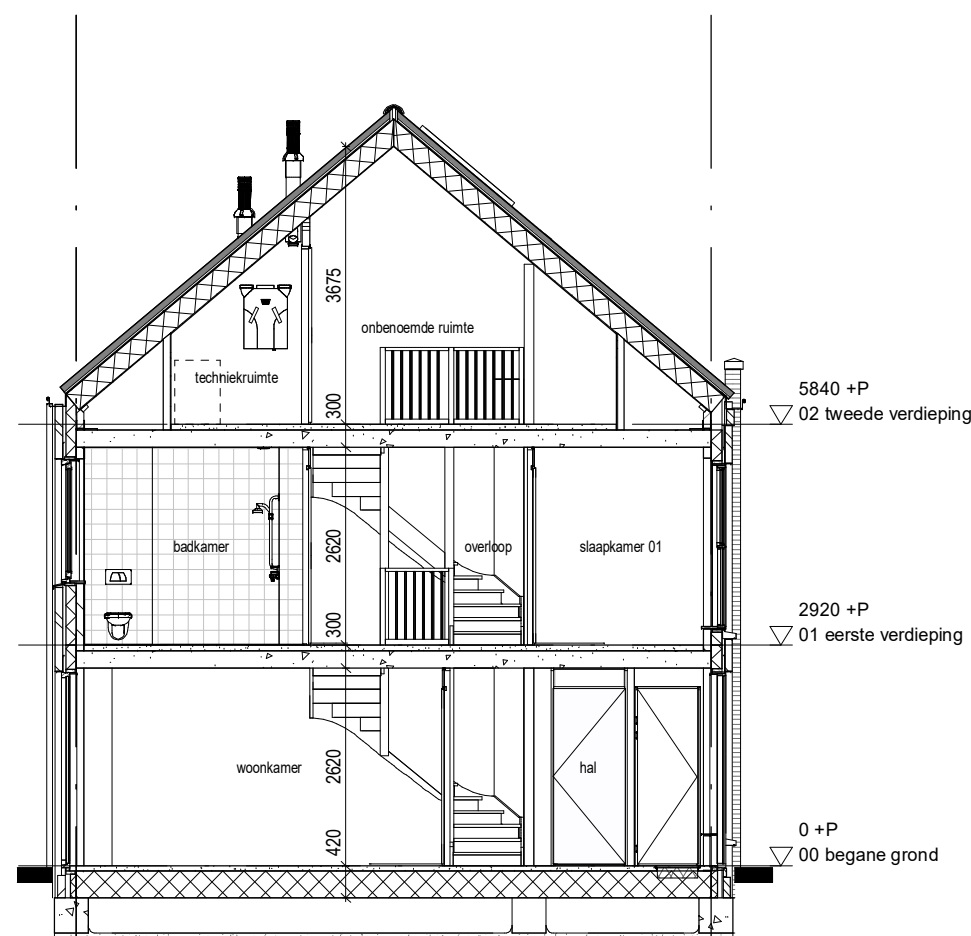 3675
onbenoemde ruimte
techniekruimte
300
5840 +P
02 tweede verdieping
badkamer
2620
overloop
slaapkamer 01
300
2920 +P
01 eerste verdieping
woonkamer
2620
hal
420
0 +P
00 begane grond